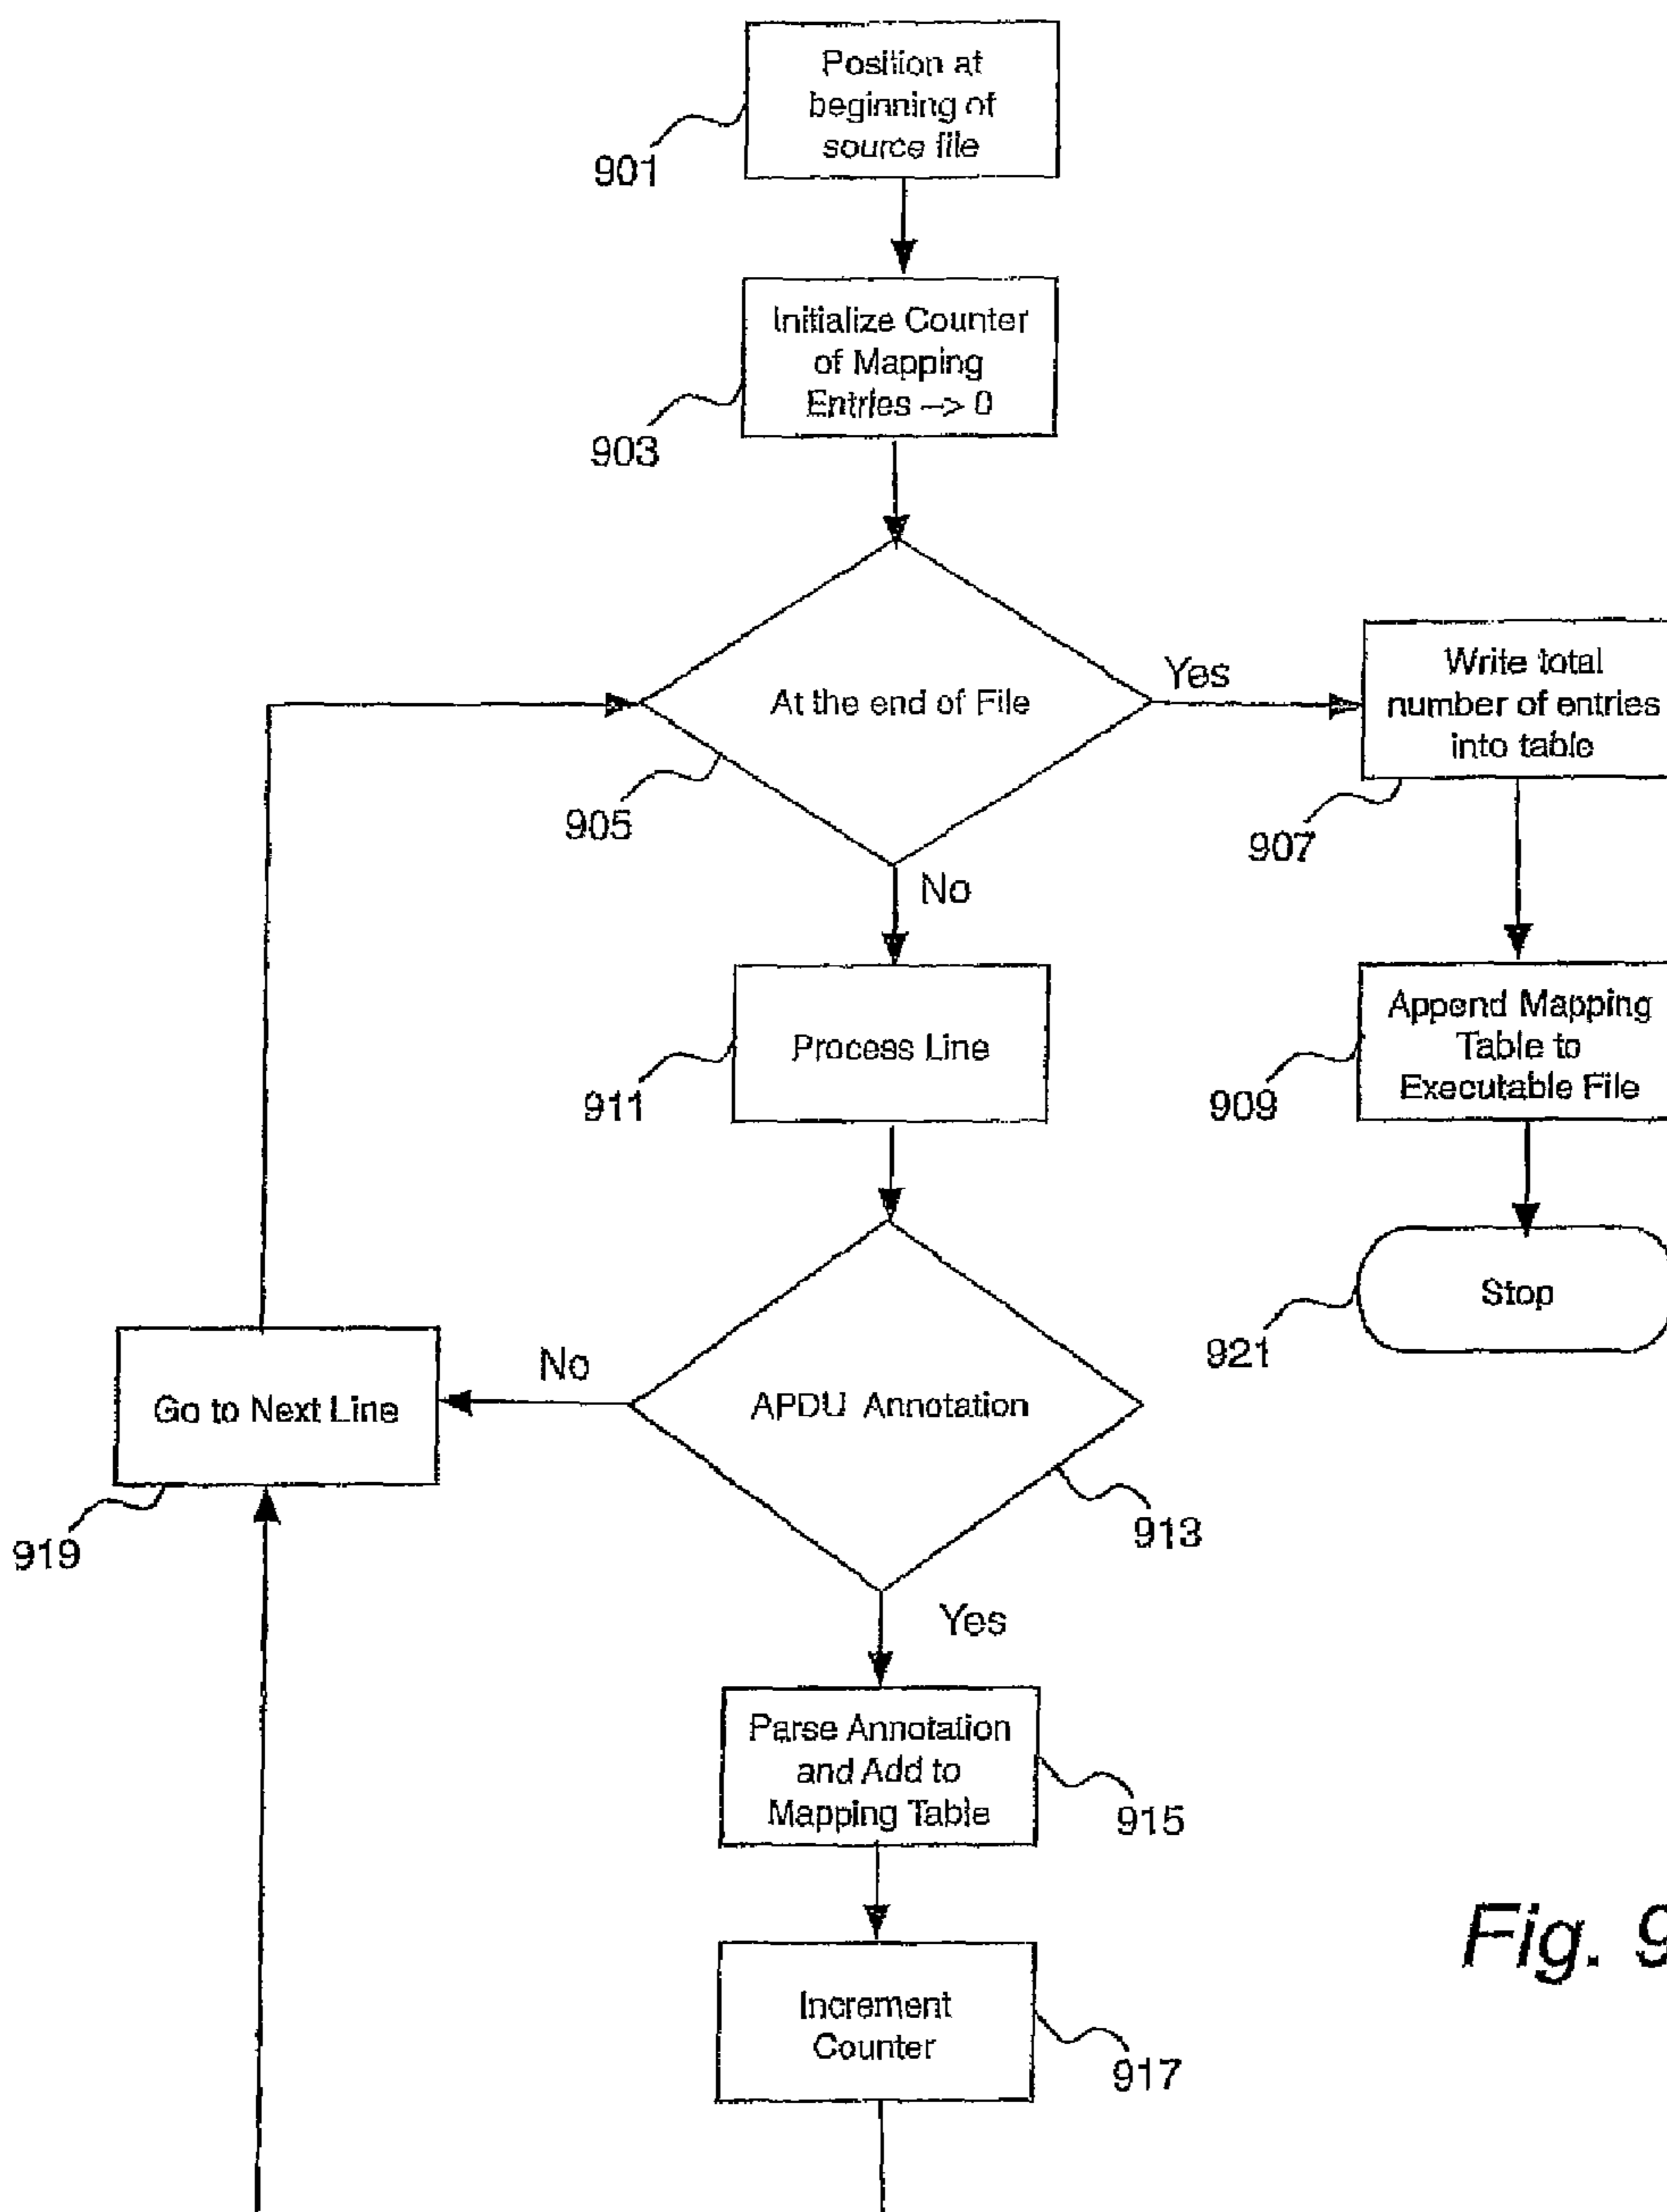 Position at
beginning of
source file
901
Initialize Counter
of Mapping
Entries --> 0
903
At the end of File
905
Yes
Write total
number of entries
into table
907
No
Process Line
911
Append Mapping
Table to
Executable File
909
Stop
921
Go to Next Line
919
No
APDU Annotation
913
Yes
Parse Annotation
and Add to
Mapping Table
915
Increment
Counter
917
Fig. 9